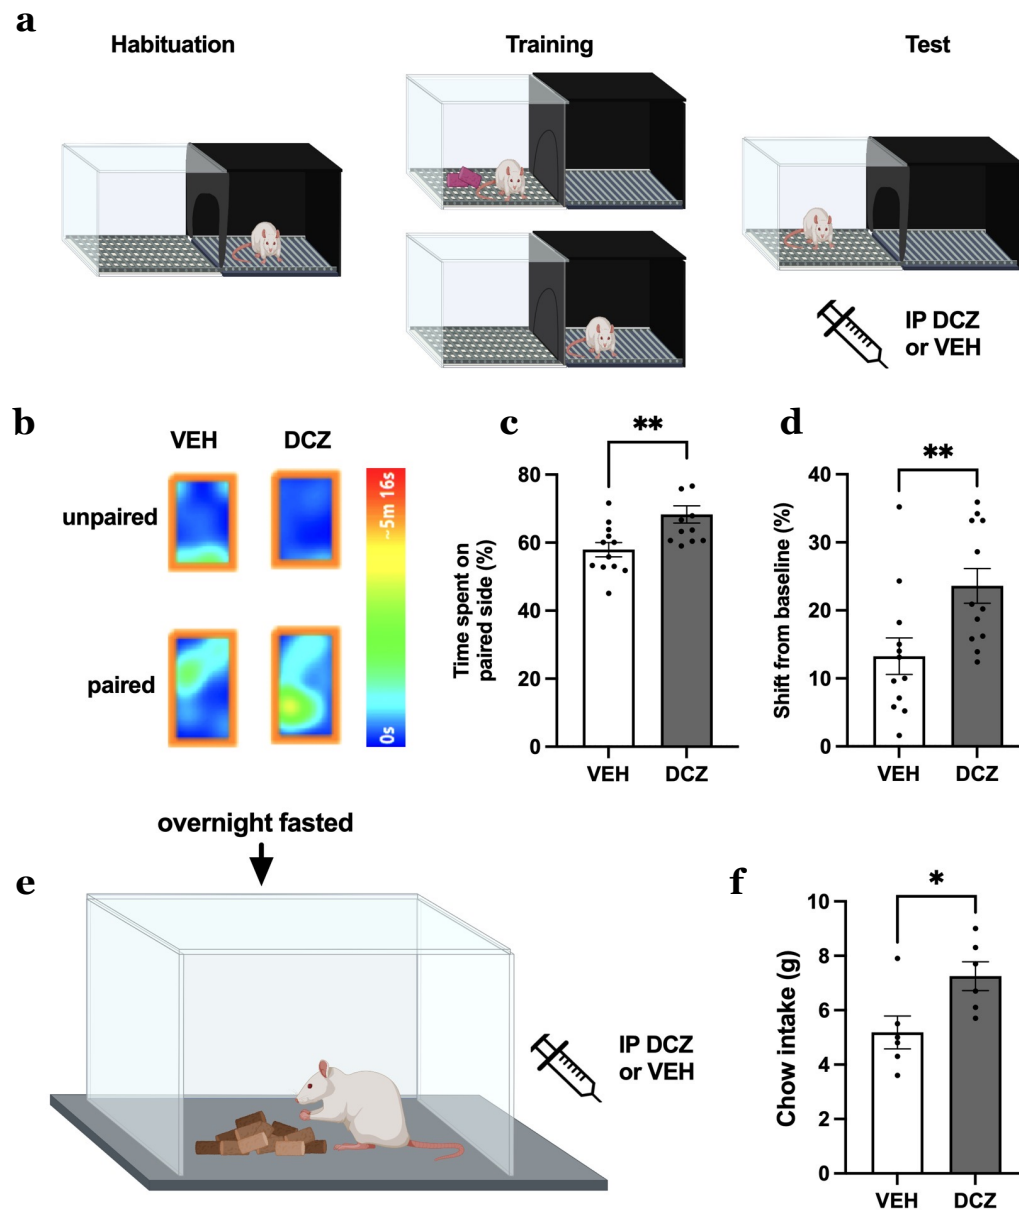 a
Habituation
Training
Test
IP DCZ
or VEH
b
VEH
DCZ
unpaired
paired
~5m 16s
0s
c
**
Time spent on
paired side (%)
80
60
40
20
0
VEH
DCZ
d
**
Shift from baseline (%)
40
30
20
10
0
VEH
DCZ
overnight fasted
e
IP DCZ
or VEH
f
*
Chow intake (g)
10
8
6
4
2
0
VEH
DCZ